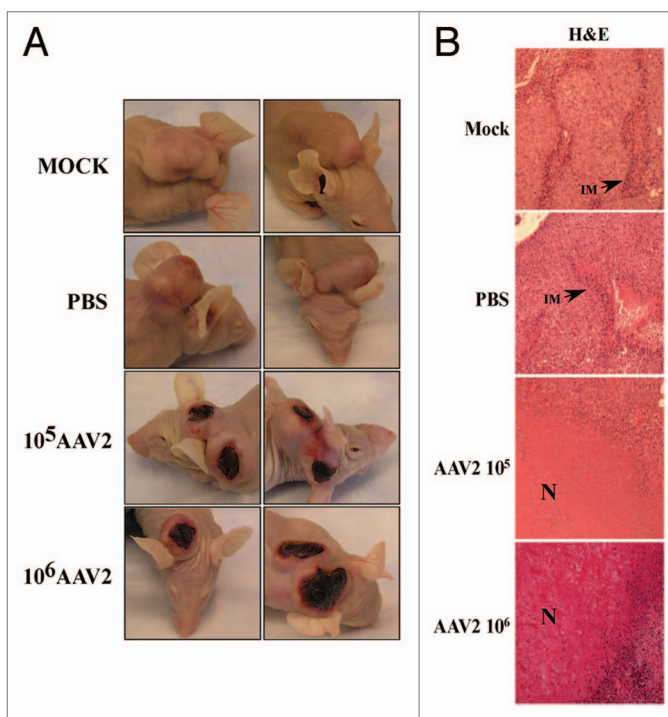 A
MOCK
PBS
10⁵AAV2
10⁶AAV2
B
H&E
Mock
IM
PBS
IM
AAV2 10⁵
N
AAV2 10⁶
N